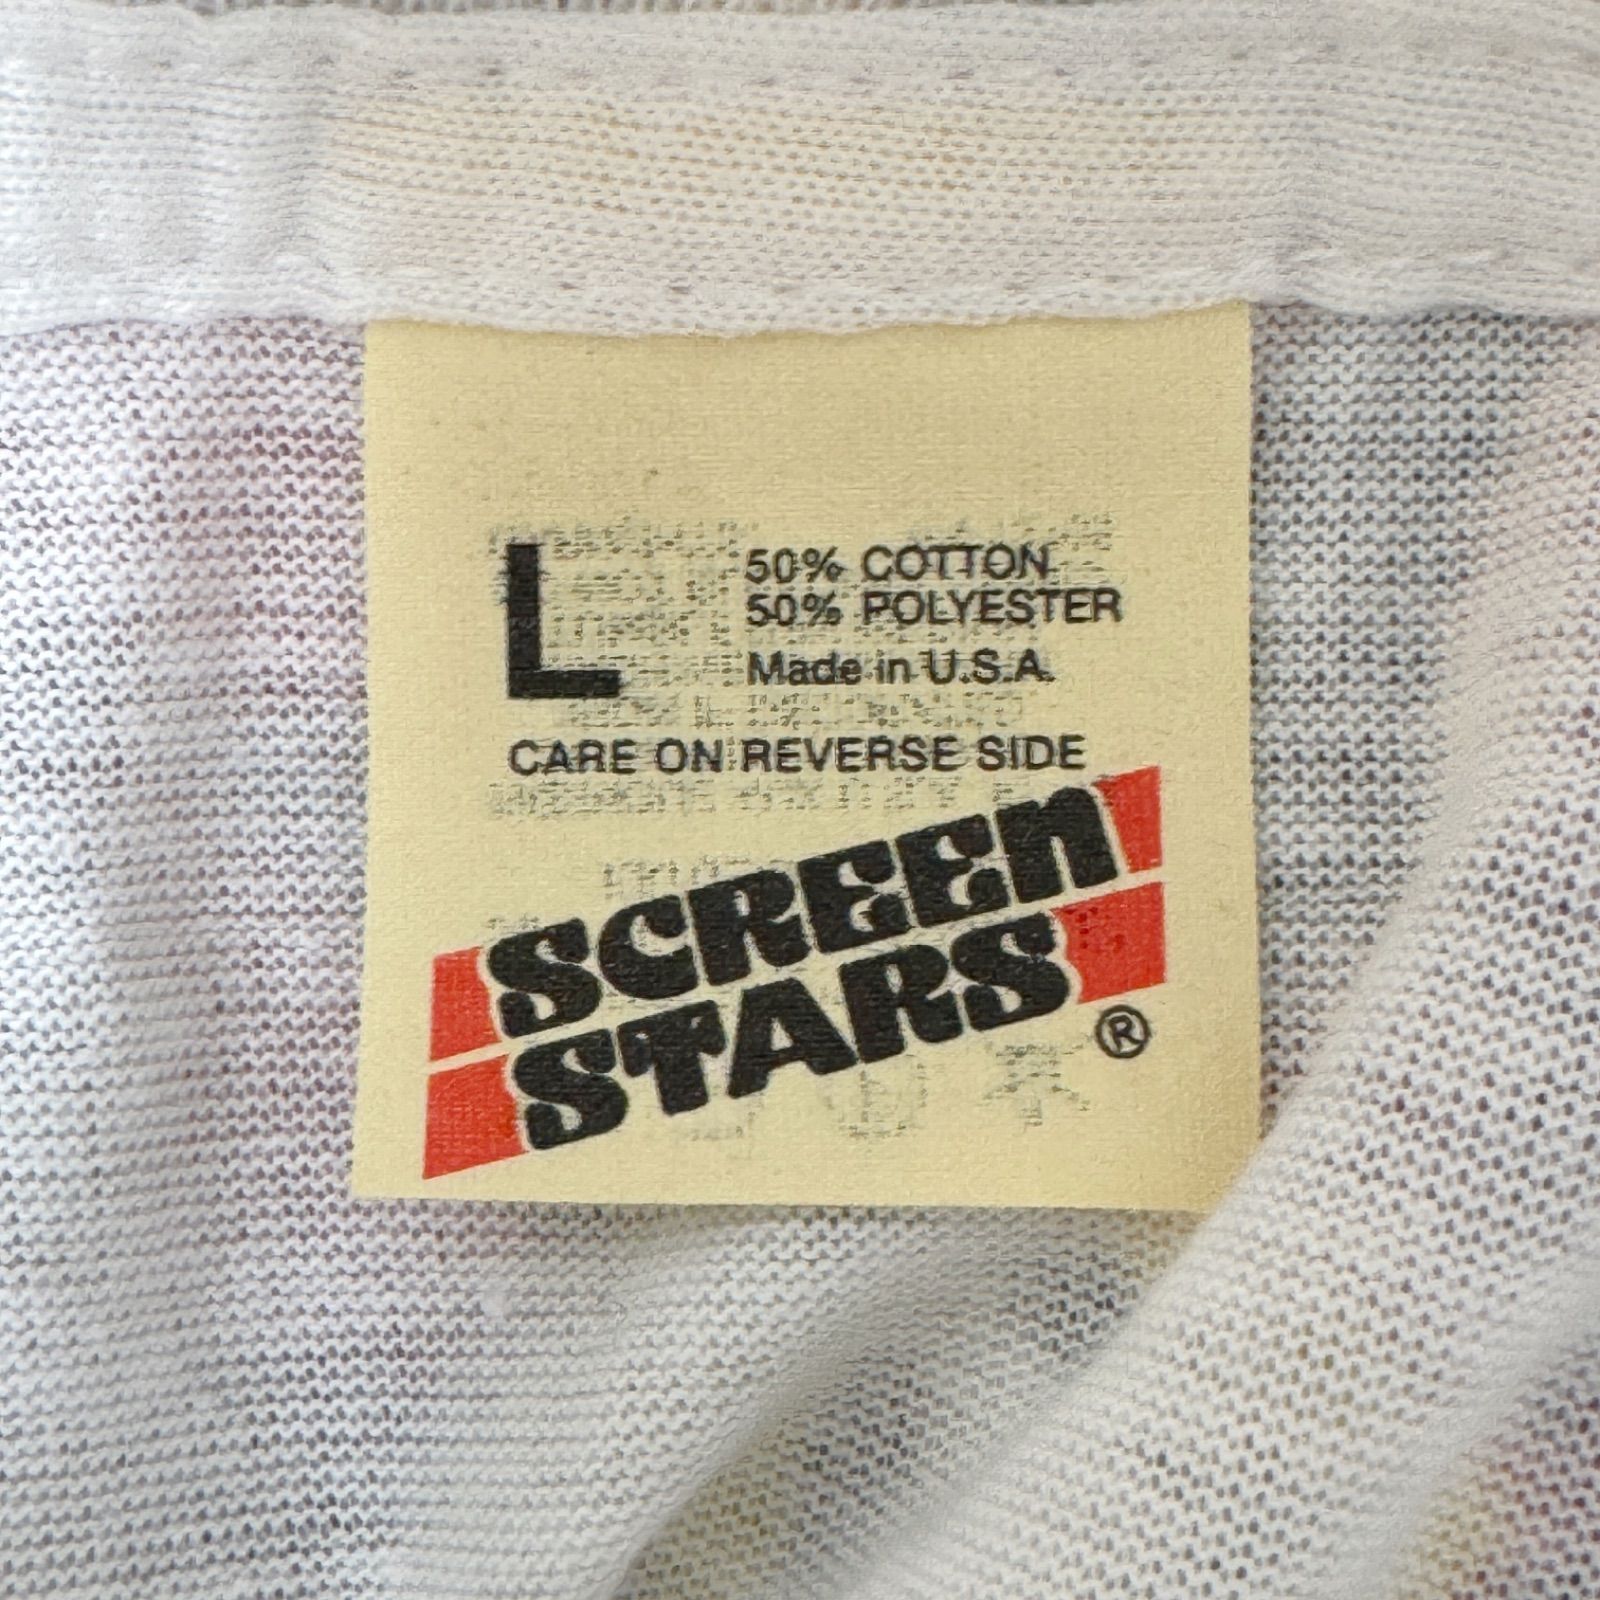 L
50% COTTON
50% POLYESTER
Made in U.S.A.
CARE ON REVERSE SIDE
SCREEN
STARS
®